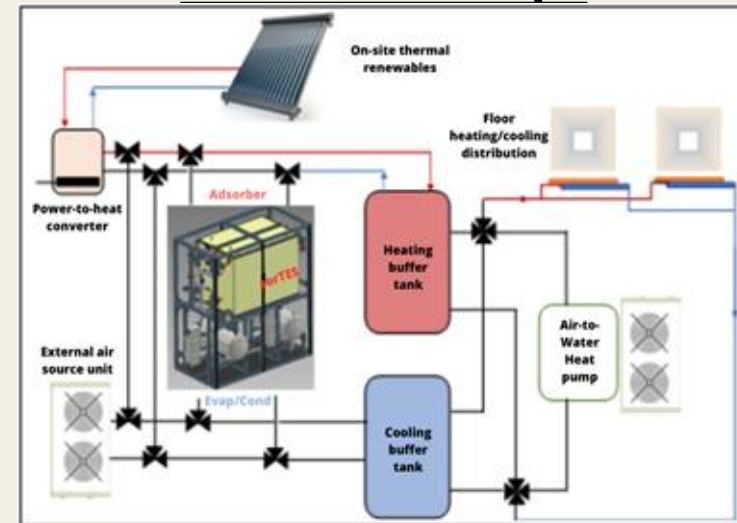 On-site thermal
renewables
Floor
heating/cooling
distribution
Power-to-heat
converter
Adsorber
Heating
buffer
tank
Air-to-
Water
Heat
pump
External air
source unit
Evap/Cond
Cooling
buffer
tank